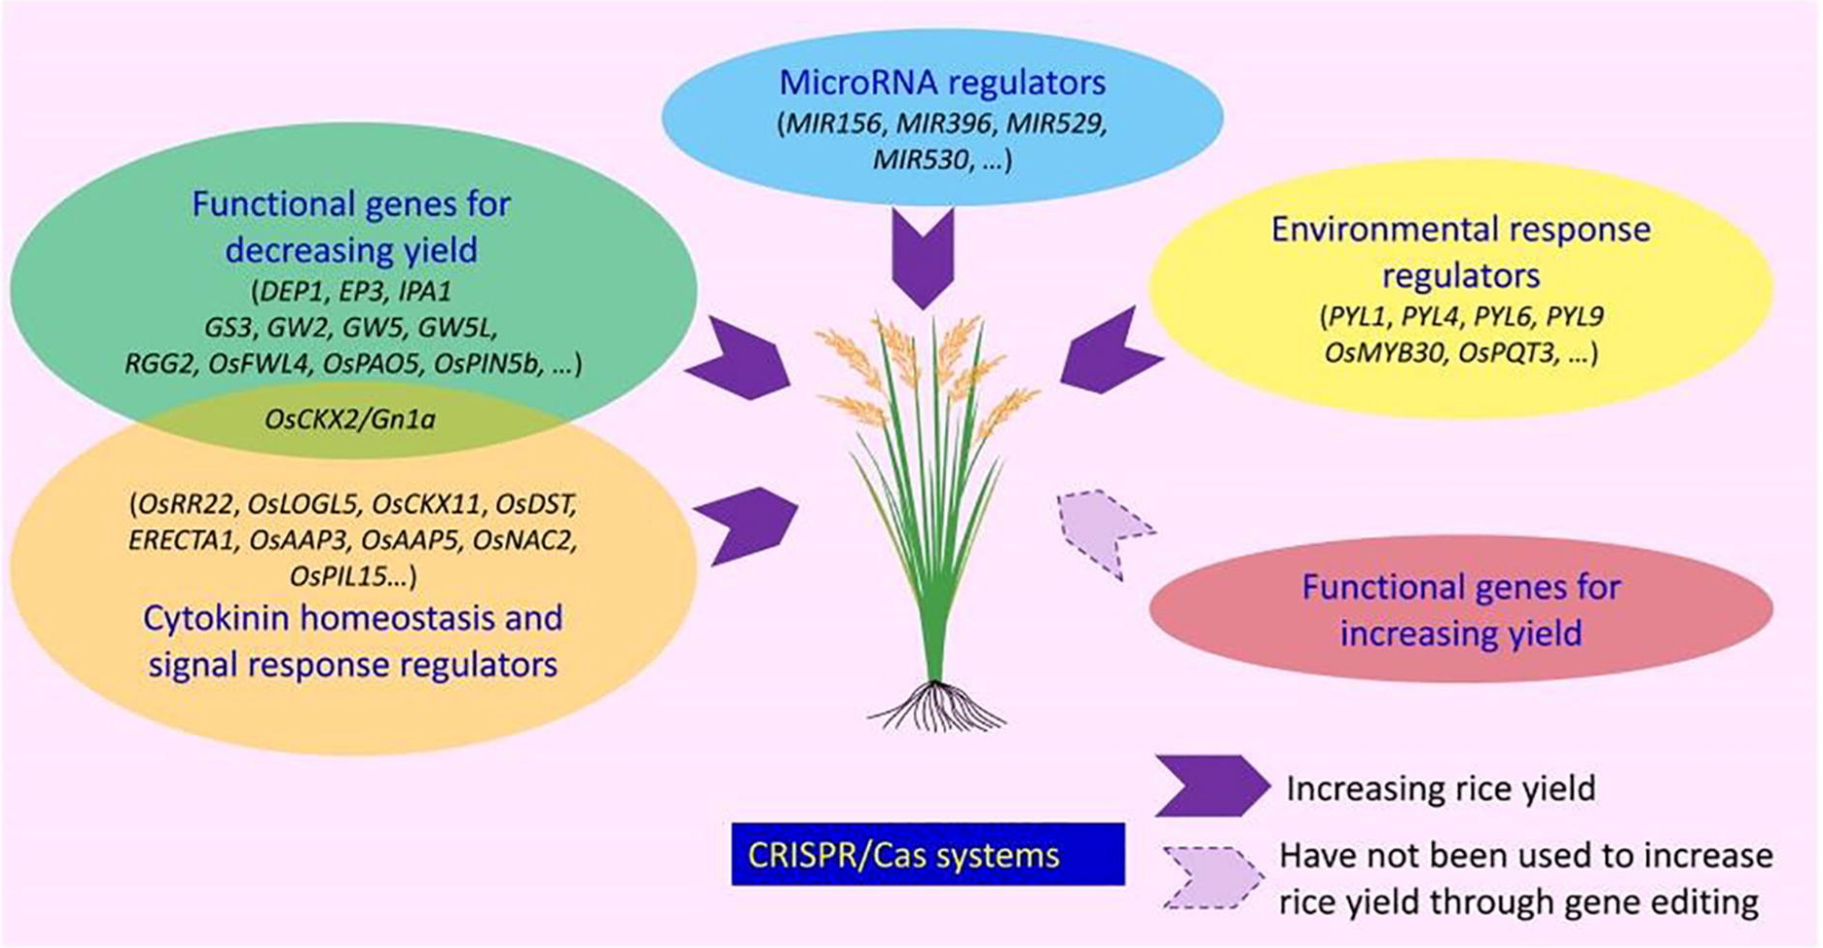 MicroRNA regulators
(MIR156, MIR396, MIR529,
MIR530, ...)
Functional genes for
decreasing yield
(DEP1, EP3, IPA1
GS3, GW2, GW5, GW5L,
RGG2, OsFWL4, OsPAO5, OsPIN5b, ...)
OsCKX2/Gn1a
(OsRR22, OsLOGL5, OsCKX11, OsDST,
ERECTA1, OsAAP3, OsAAP5, OsNAC2,
OsPIL15...)
Cytokinin homeostasis and
signal response regulators
Environmental response
regulators
(PYL1, PYL4, PYL6, PYL9
OsMYB30, OsPQT3, ...)
Functional genes for
increasing yield
CRISPR/Cas systems
Increasing rice yield
Have not been used to increase
rice yield through gene editing